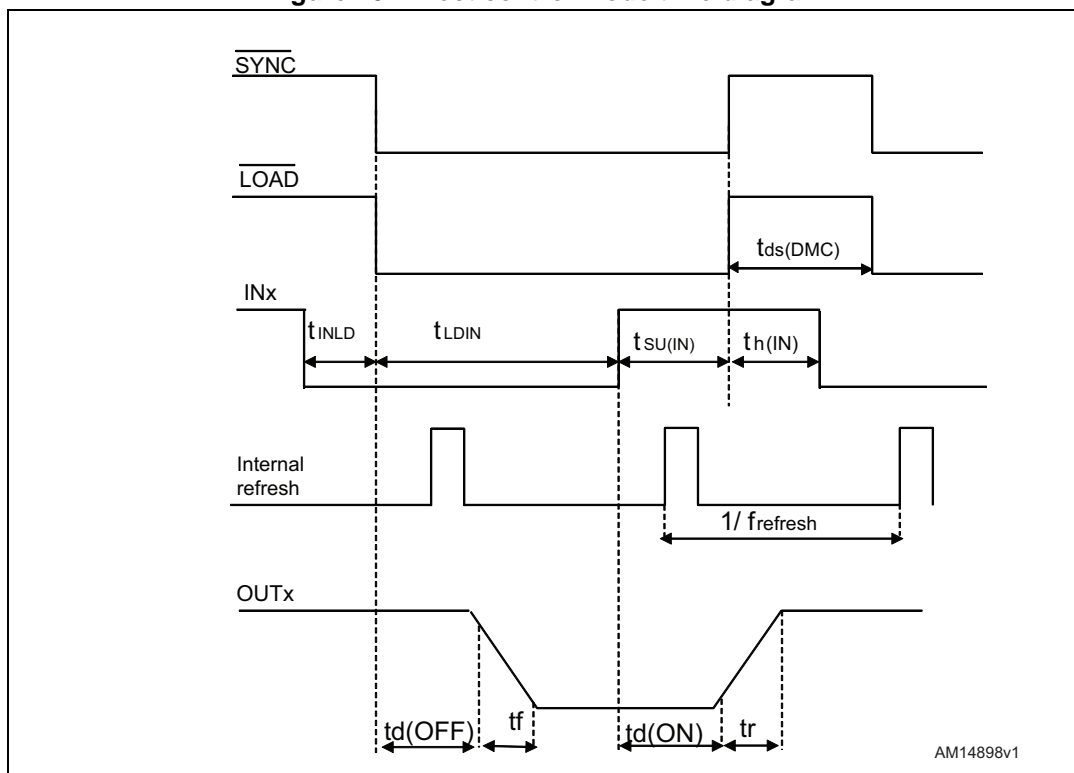 SYNC
LOAD
tds(DMC)
INx
tINLD
tLDIN
tSU(IN)
th(IN)
Internal
refresh
1/ frefresh
OUTx
td(OFF)
tf
td(ON)
tr
AM14898v1